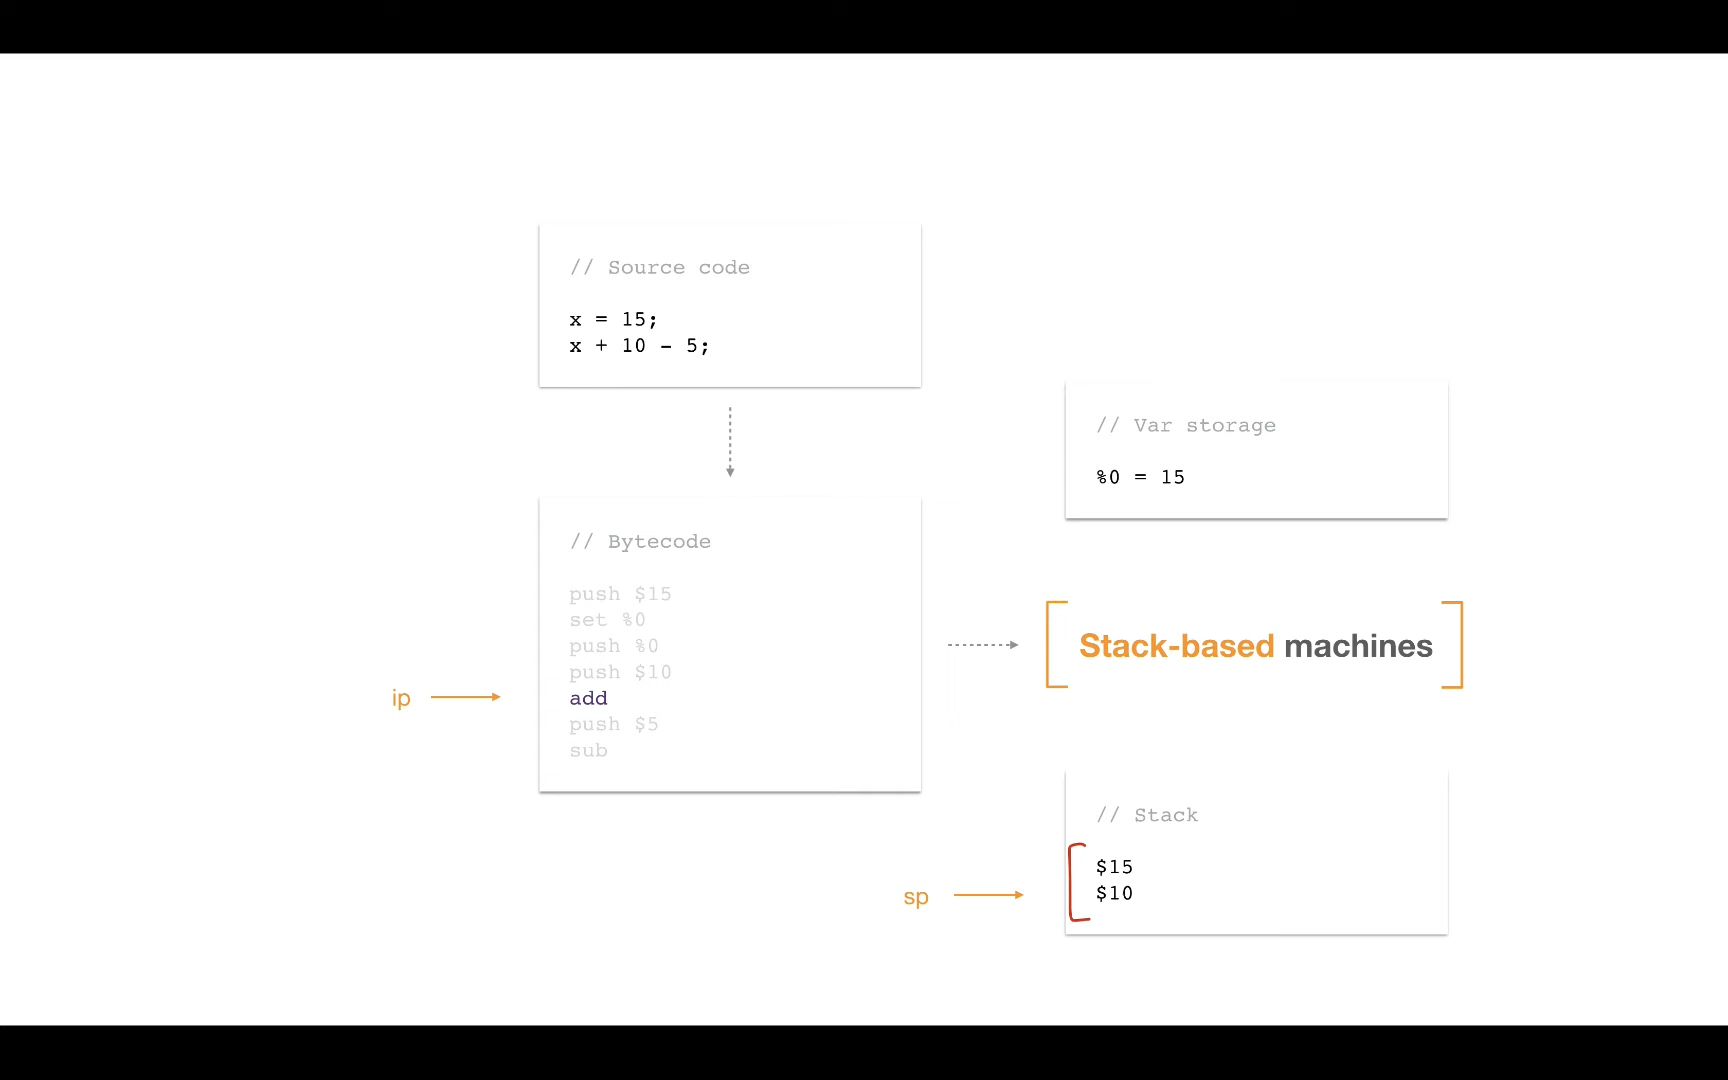 // Source code
x = 15;
x + 10 - 5;
// Bytecode
push $15
set %0
push %0
push $10
add
push $5
sub
ip
// Var storage
%0 = 15
Stack-based machines
// Stack
$15
$10
sp